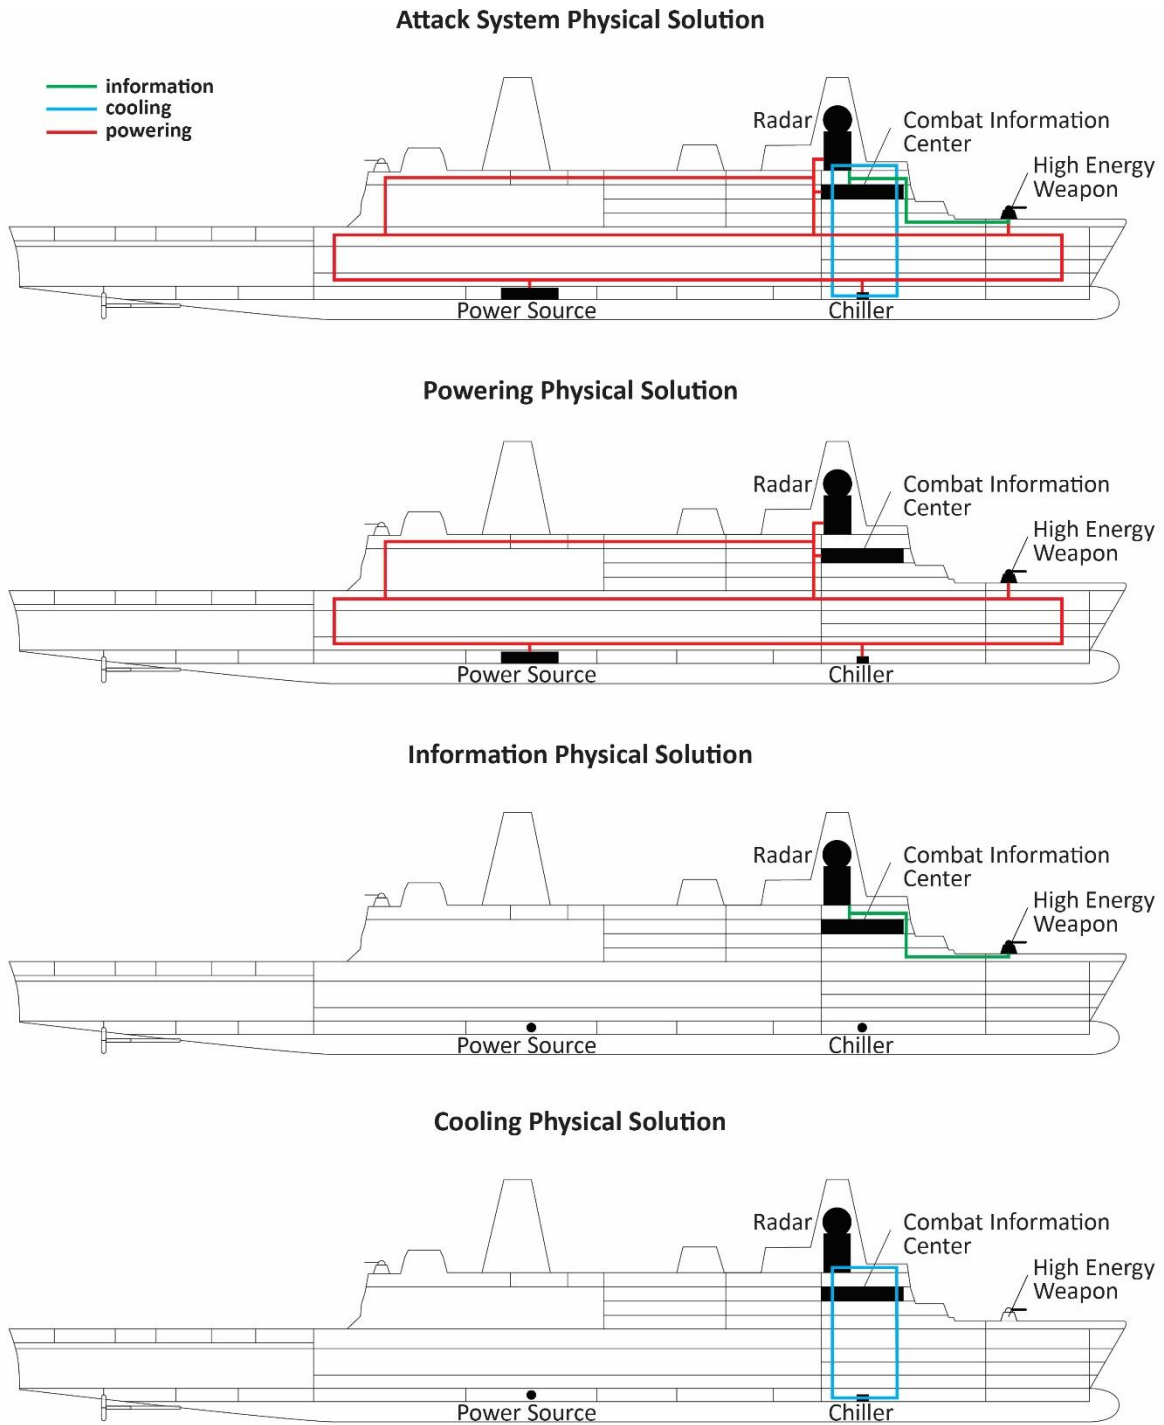 Attack System Physical Solution
information
cooling
powering
Radar
Combat Information
Center
High Energy
Weapon
Power Source
Chiller
Powering Physical Solution
Radar
Combat Information
Center
High Energy
Weapon
Power Source
Chiller
Information Physical Solution
Radar
Combat Information
Center
High Energy
Weapon
Power Source
Chiller
Cooling Physical Solution
Radar
Combat Information
Center
High Energy
Weapon
Power Source
Chiller